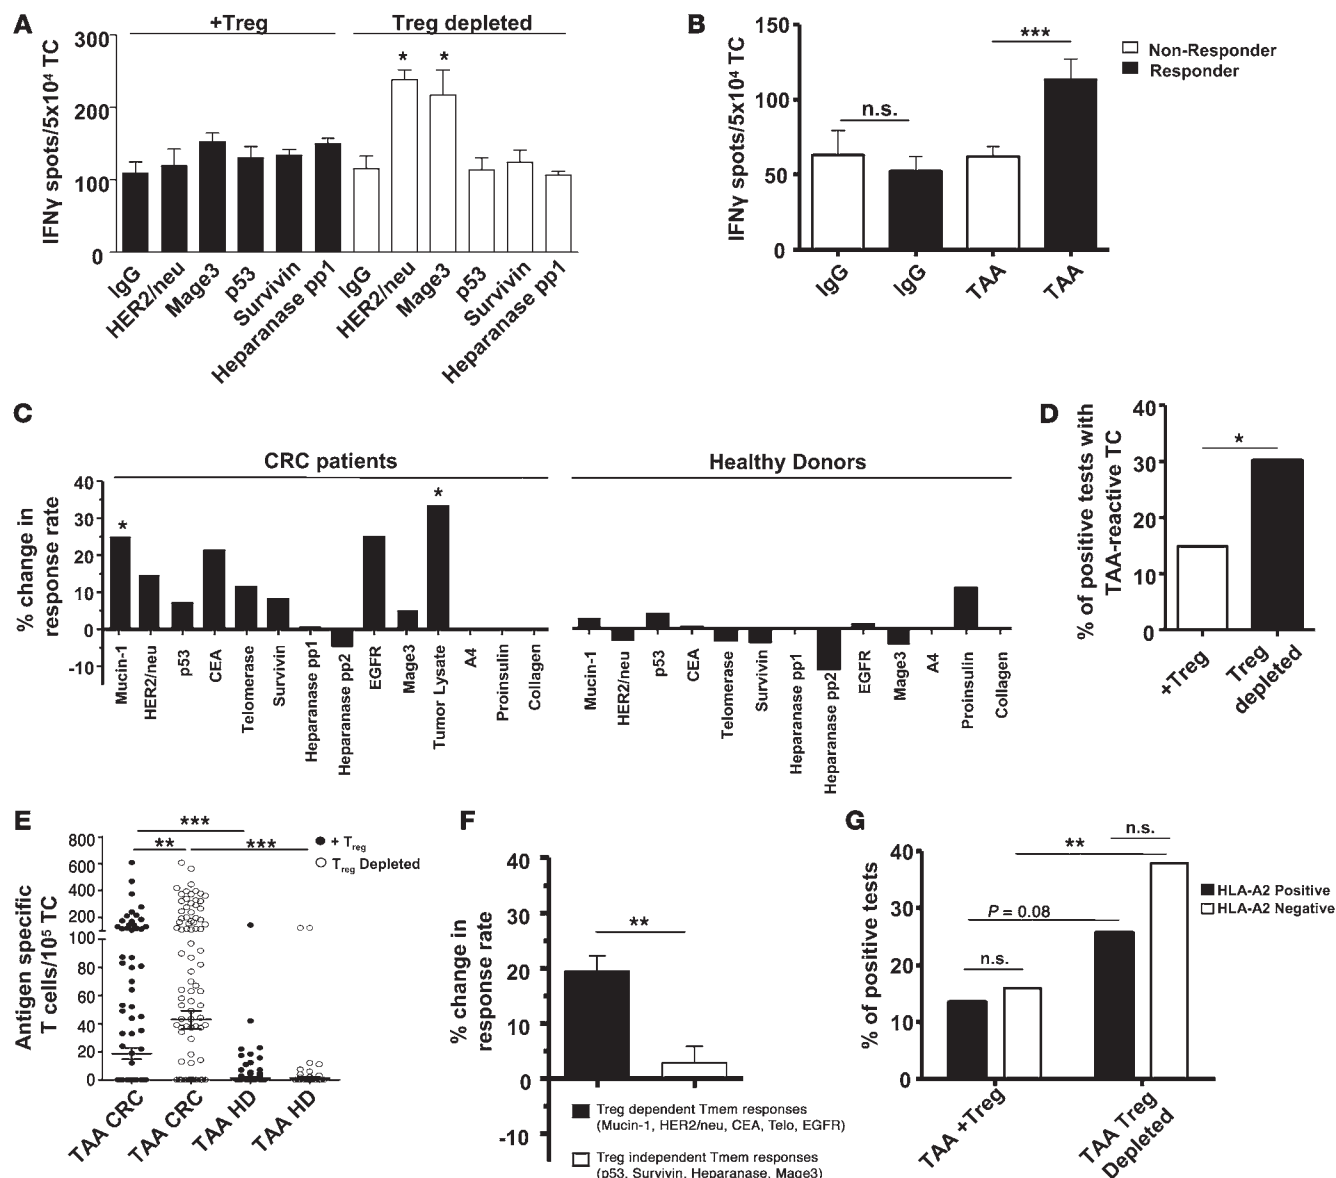 A
+Treg
Treg depleted
IFNγ spots/5x10⁴ TC
300
200
100
0
*
*
IgG
HER2/neu
Mage3
p53
Survivin
Heparanase pp1
IgG
HER2/neu
Mage3
p53
Survivin
Heparanase pp1
B
IFNγ spots/5x10⁴ TC
150
100
50
0
n.s.
***
Non-Responder
Responder
IgG
IgG
TAA
TAA
C
CRC patients
Healthy Donors
% change in
response rate
40
30
20
10
0
-10
*
*
Mucin-1
HER2/neu
p53
CEA
Telomerase
Survivin
Heparanase pp1
Heparanase pp2
EGFR
Mage3
Tumor Lysate
A4
Proinsulin
Collagen
Mucin-1
HER2/neu
p53
CEA
Telomerase
Survivin
Heparanase pp1
Heparanase pp2
EGFR
Mage3
A4
Proinsulin
Collagen
D
% of positive tests with
TAA-reactive TC
40
30
20
10
0
*
+Treg
Treg
depleted
E
Antigen specific
T cells/10⁵ TC
800
600
400
200
100
80
60
40
20
0
***
**
***
+ Treg
Treg Depleted
TAA CRC
TAA CRC
TAA HD
TAA HD
F
% change in
response rate
40
30
20
10
0
-10
**
Treg dependent Tmem responses
(Mucin-1, HER2/neu, CEA, Telo, EGFR)
Treg independent Tmem responses
(p53, Survivin, Heparanase, Mage3)
G
% of positive tests
40
30
20
10
0
n.s.
**
P = 0.08
n.s.
HLA-A2 Positive
HLA-A2 Negative
TAA +Treg
TAA Treg
Depleted